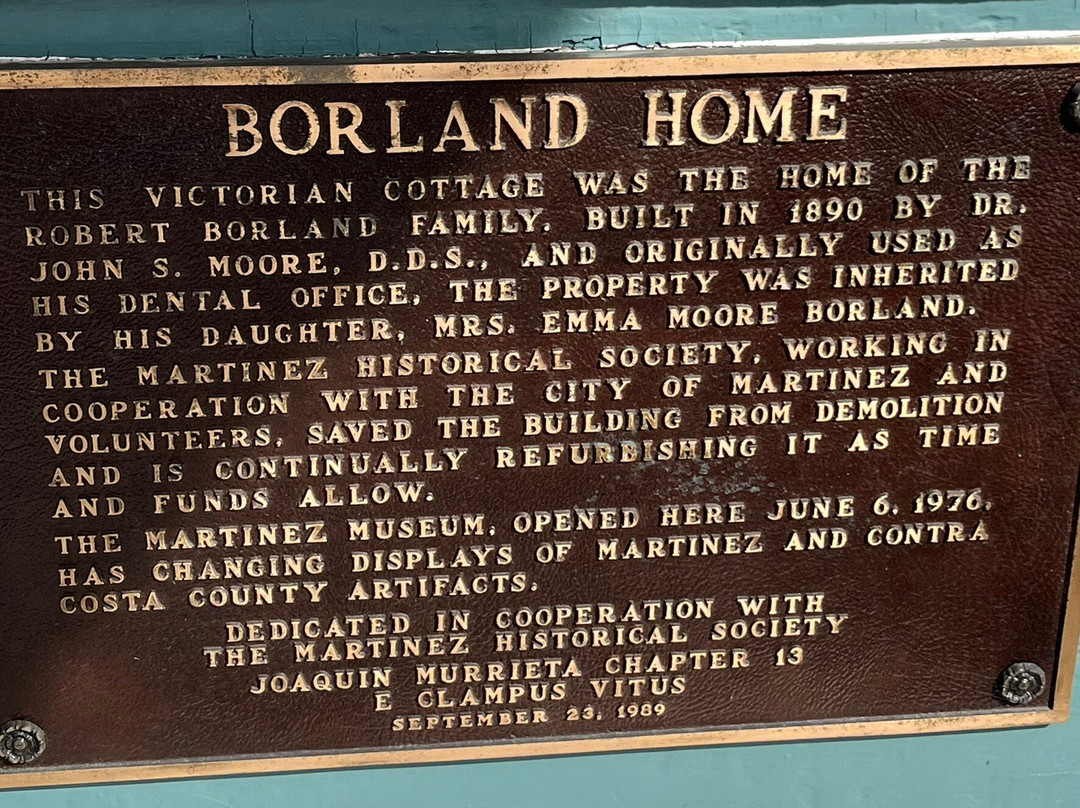 BORLAND HOME
THIS VICTORIAN COTTAGE WAS THE HOME OF THE
ROBERT BORLAND FAMILY. BUILT IN 1890 BY DR.
JOHN S. MOORE, D.D.S., AND ORIGINALLY USED AS
HIS DENTAL OFFICE, THE PROPERTY WAS INHERITED
BY HIS DAUGHTER, MRS. EMMA MOORE BORLAND.
THE MARTINEZ HISTORICAL SOCIETY, WORKING IN
COOPERATION WITH THE CITY OF MARTINEZ AND
VOLUNTEERS, SAVED THE BUILDING FROM DEMOLITION
AND IS CONTINUALLY REFURBISHING IT AS TIME
AND FUNDS ALLOW.
THE MARTINEZ MUSEUM, OPENED HERE JUNE 6, 1976,
HAS CHANGING DISPLAYS OF MARTINEZ AND CONTRA
COSTA COUNTY ARTIFACTS.
DEDICATED IN COOPERATION WITH
THE MARTINEZ HISTORICAL SOCIETY
JOAQUIN MURRIETA CHAPTER 13
E CLAMPUS VITUS
SEPTEMBER 23, 1989